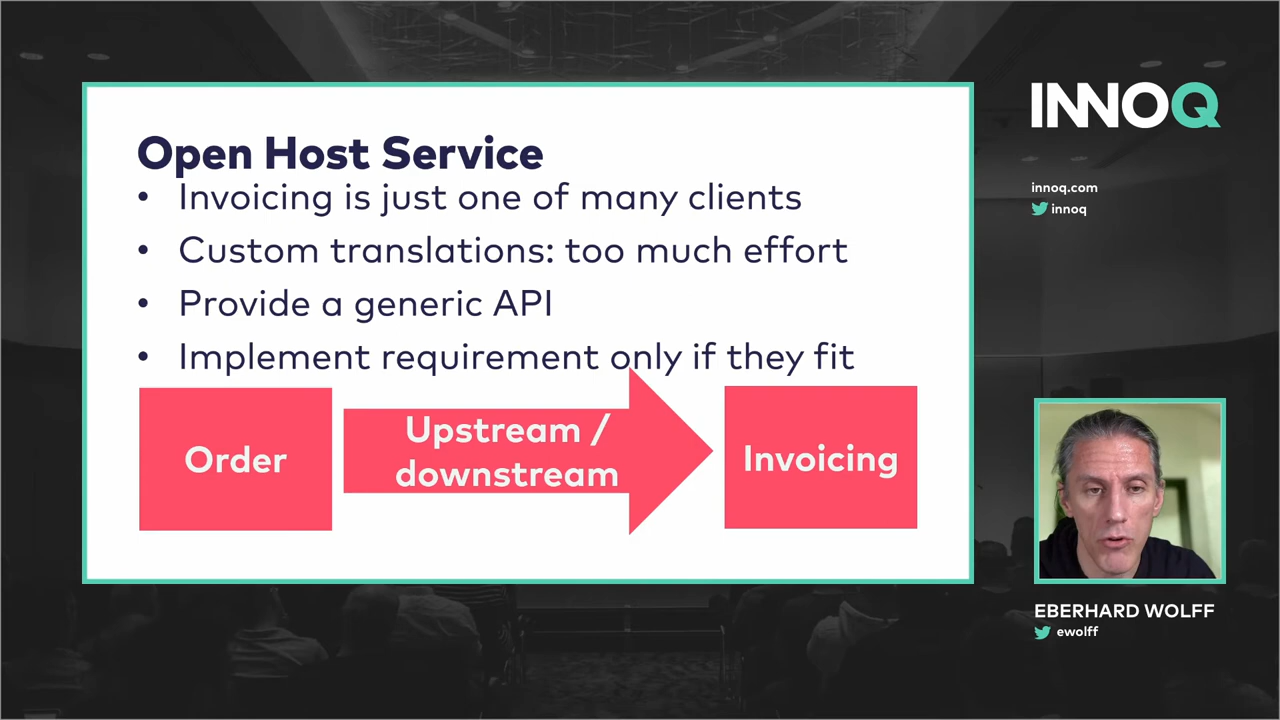 Open Host Service
• Invoicing is just one of many clients
• Custom translations: too much effort
• Provide a generic API
• Implement requirement only if they fit
Order
Upstream /
downstream
Invoicing
INNOQ
innoq.com
innoq
EBERHARD WOLFF
ewolff